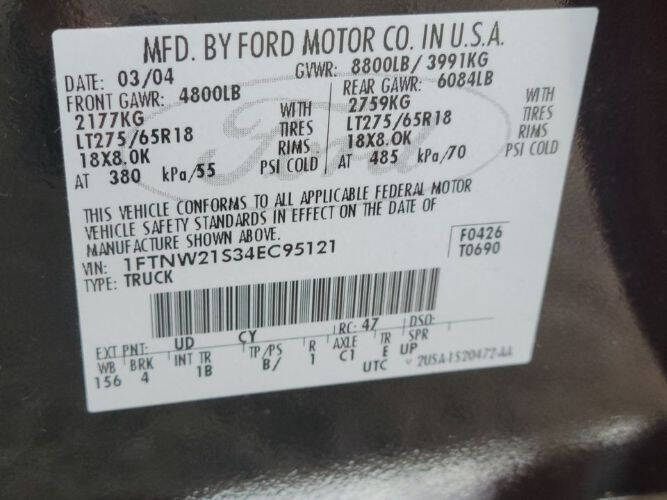 MFD. BY FORD MOTOR CO. IN U.S.A.
DATE: 03/04 GVWR: 8800LB/ 3991KG
FRONT GAWR: 4800LB REAR GAWR: 6084LB
2177KG WITH 2759KG WITH
LT275/65R18 TIRES LT275/65R18 TIRES
18X8.0K RIMS 18X8.0K RIMS
AT 380 kPa/55 PSI COLD AT 485 kPa/70 PSI COLD
THIS VEHICLE CONFORMS TO ALL APPLICABLE FEDERAL MOTOR
VEHICLE SAFETY STANDARDS IN EFFECT ON THE DATE OF
MANUFACTURE SHOWN ABOVE.
VIN: 1FTNW21S34EC95121 F0426
TYPE: TRUCK T0690
EXT PNT: UD CY RC: 47 DSO:
WB BRK INT TR TP/PS R AXLE TR SPR
156 4 1B B/ 1 C1 E UP
UTC 2USA-1520472-AA
Ford